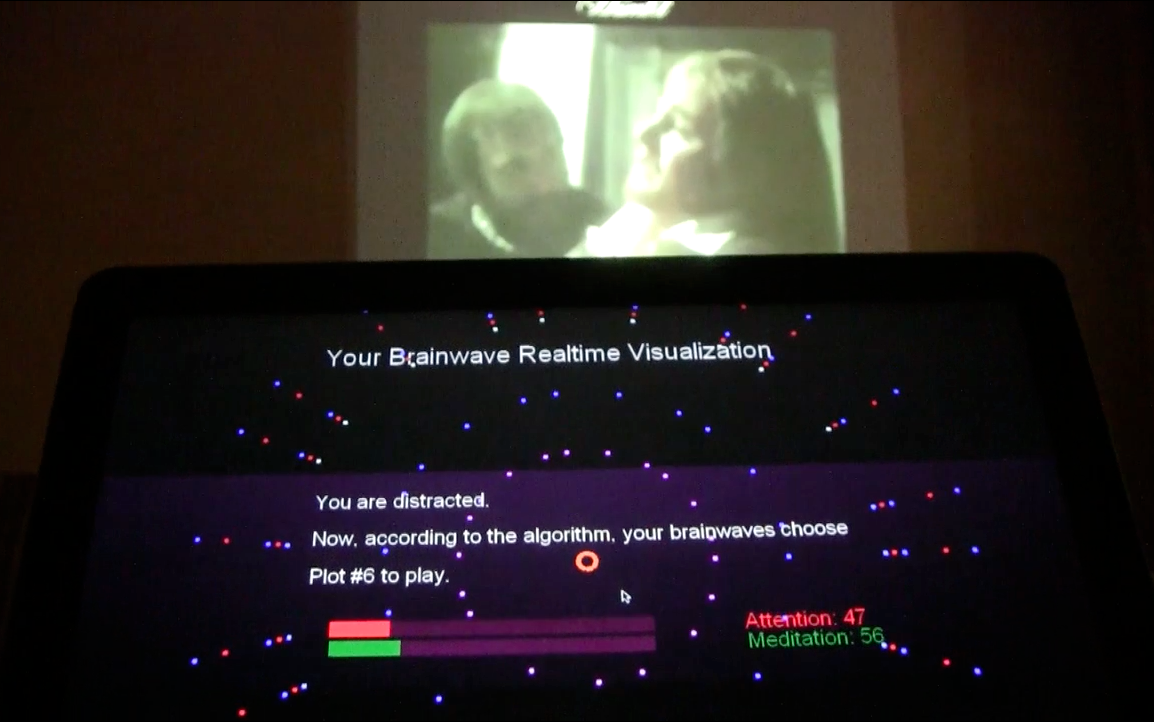 Your Brainwave Realtime Visualization
You are distracted.
Now, according to the algorithm, your brainwaves choose
Plot #6 to play.
Attention: 47
Meditation: 56